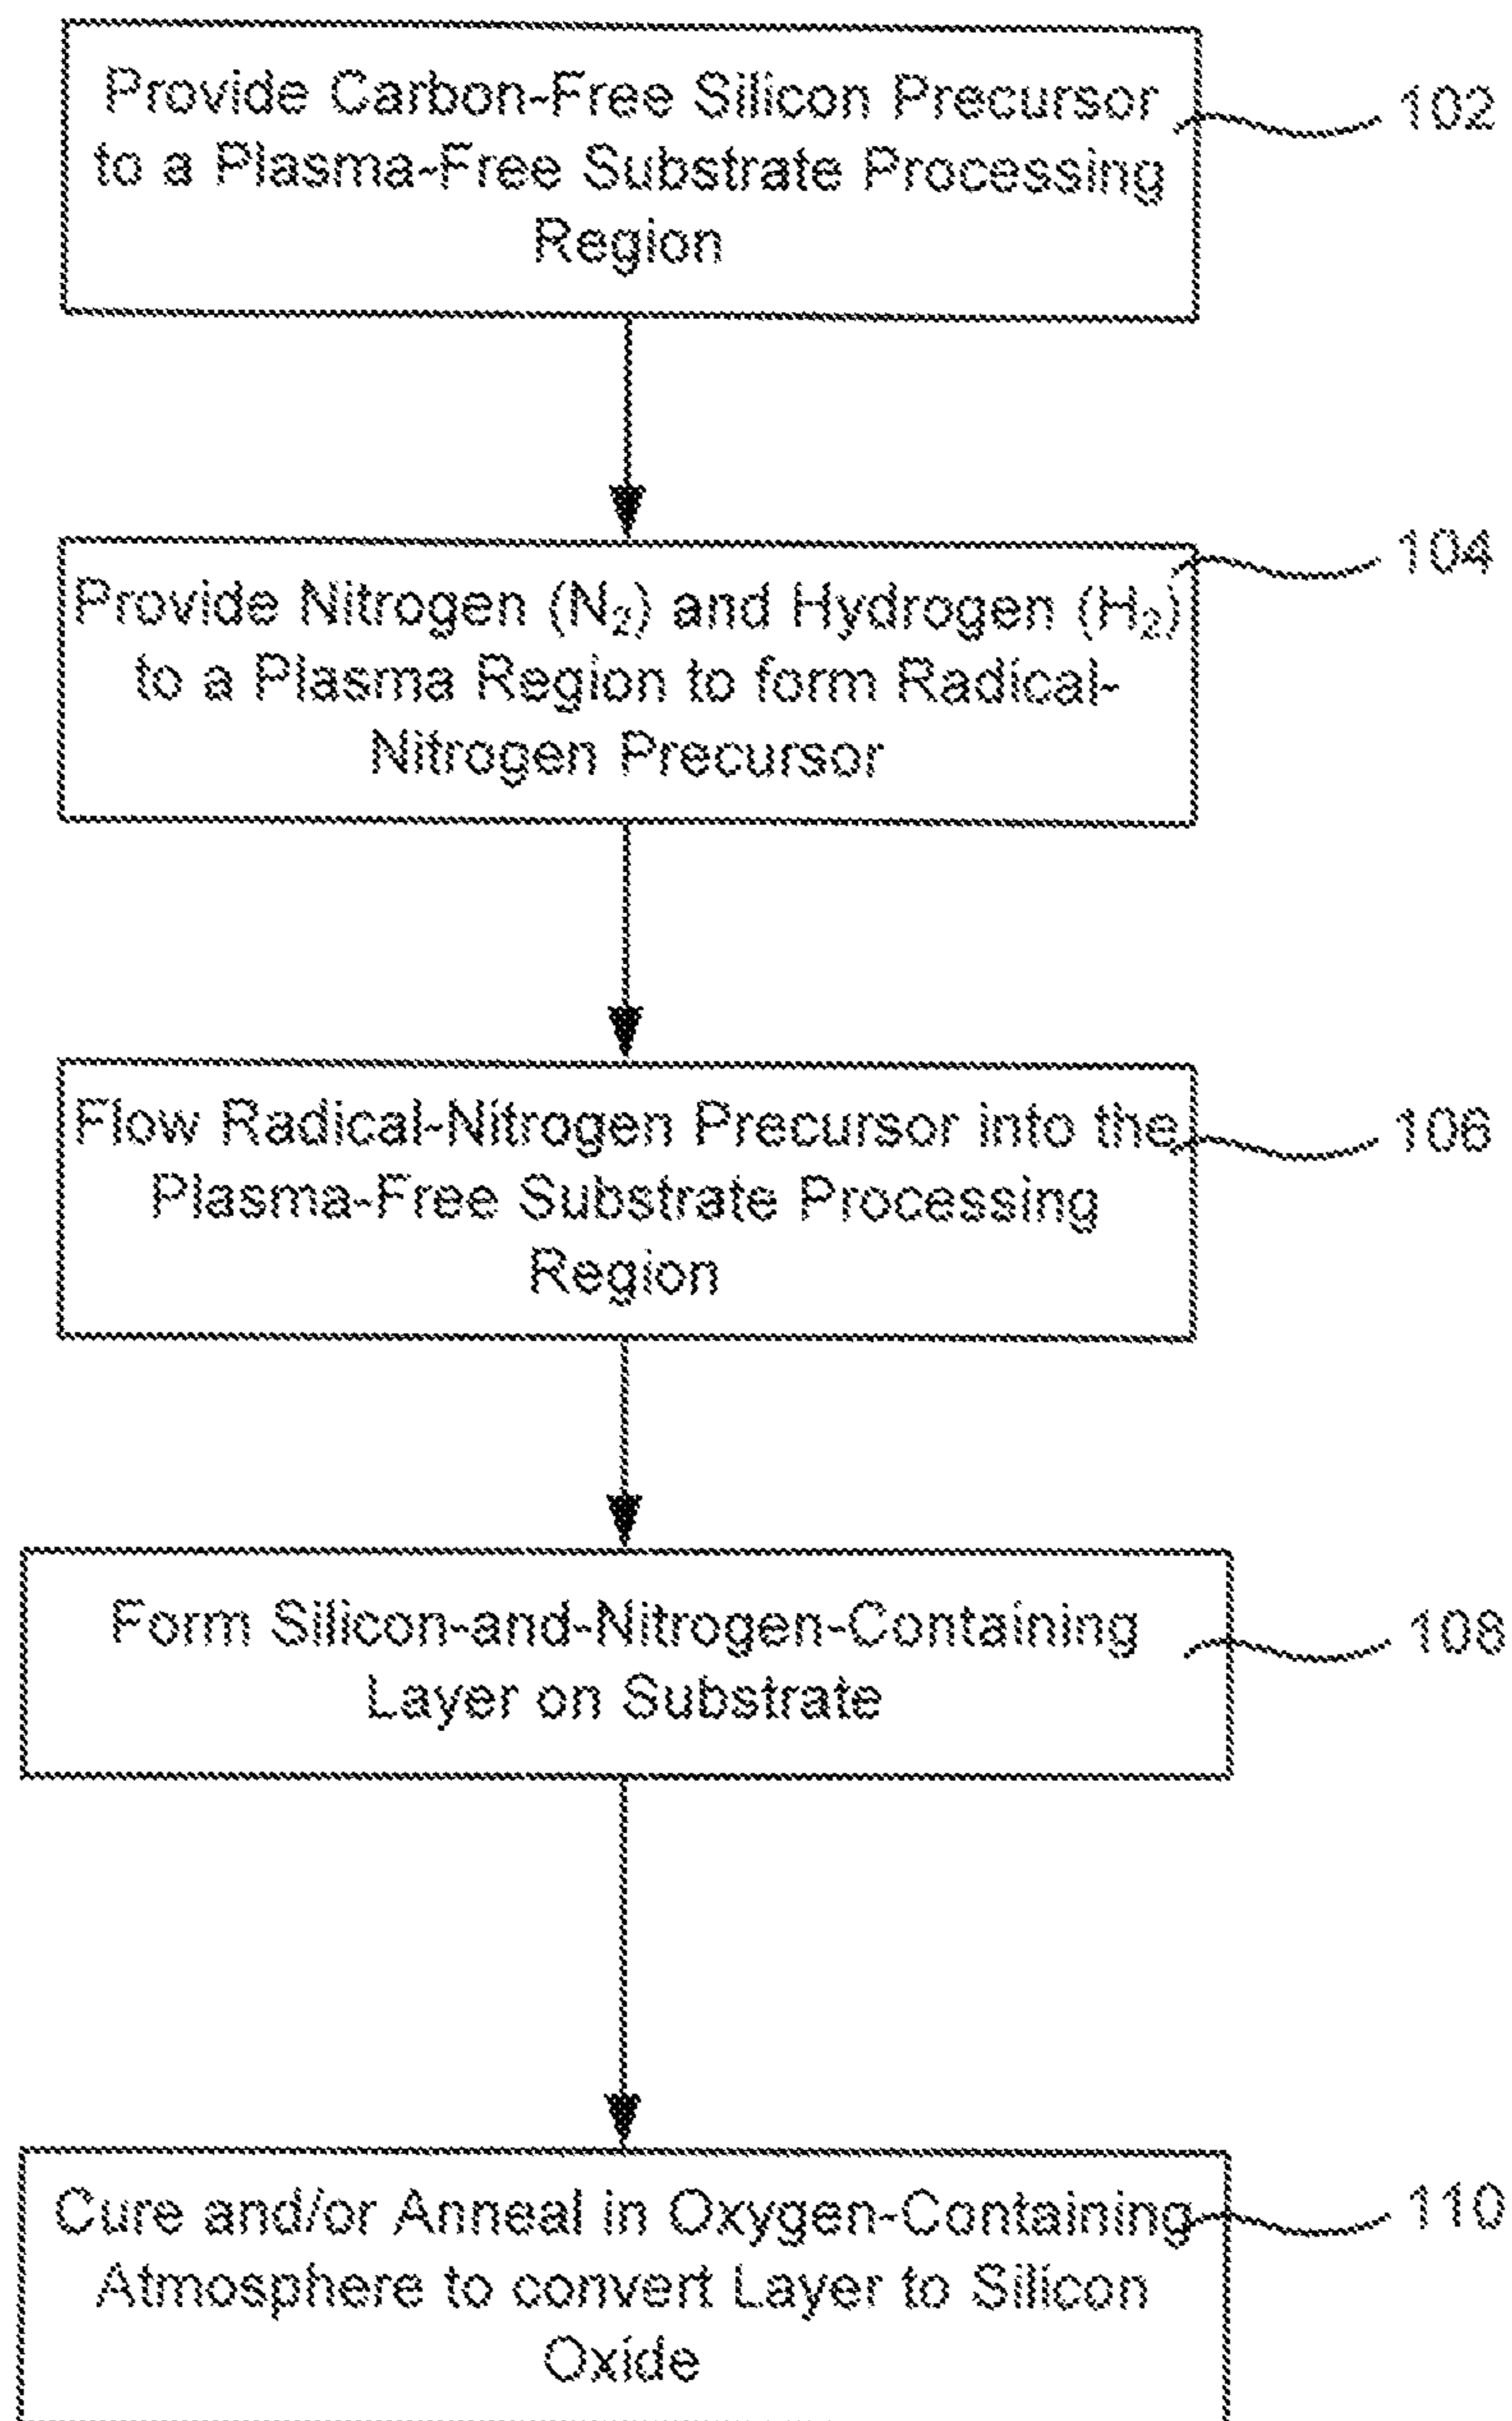 Provide Carbon-Free Silicon Precursor
to a Plasma-Free Substrate Processing
Region
102
Provide Nitrogen (N₂) and Hydrogen (H₂)
to a Plasma Region to form Radical-
Nitrogen Precursor
104
Flow Radical-Nitrogen Precursor into the
Plasma-Free Substrate Processing
Region
106
Form Silicon-and-Nitrogen-Containing
Layer on Substrate
108
Cure and/or Anneal in Oxygen-Containing
Atmosphere to convert Layer to Silicon
Oxide
110